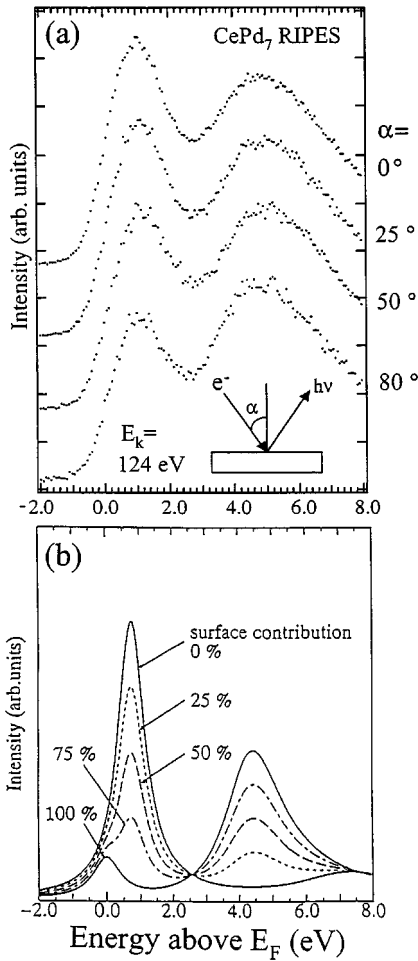 (a)
CePd7 RIPES
α=
0°
25 °
50 °
80 °
Intensity (arb. units)
e-
α
hν
Ek=
124 eV
-2.0 0.0 2.0 4.0 6.0 8.0
(b)
surface contribution
0 %
25 %
50 %
75 %
100 %
Intensity (arb.units)
-2.0 0.0 2.0 4.0 6.0 8.0
Energy above EF (eV)